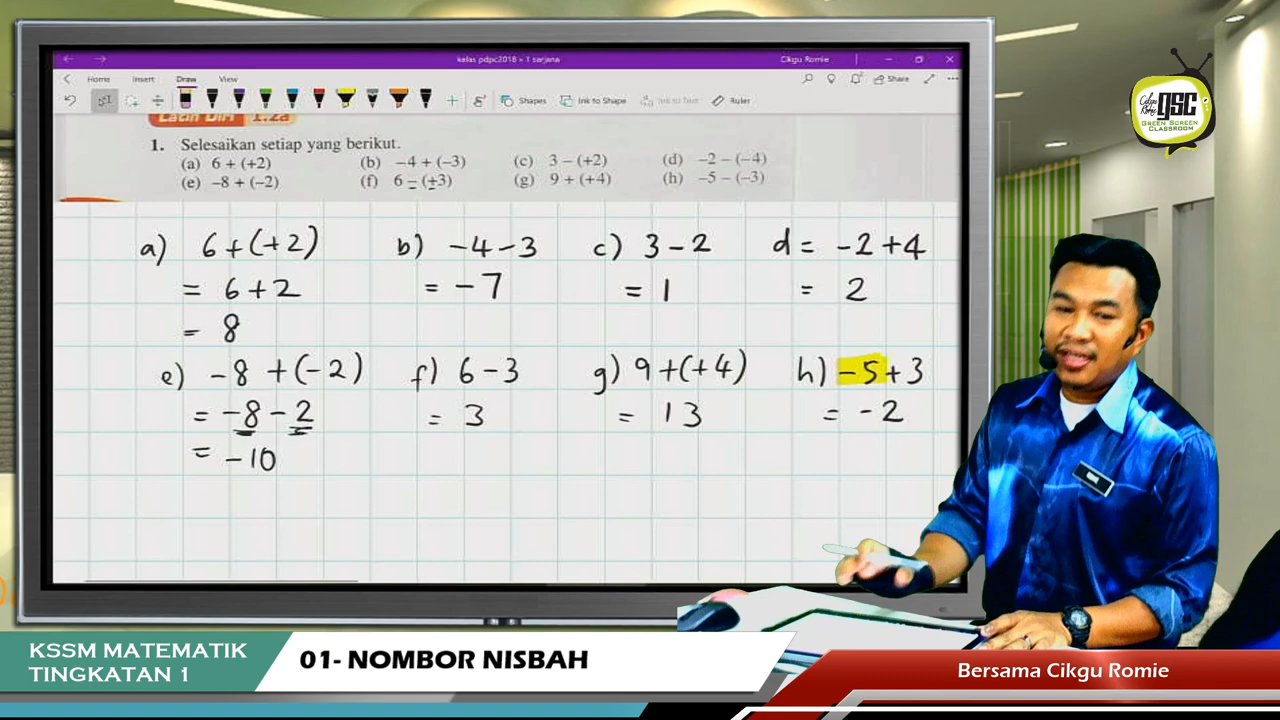 kelas pdpc2018 » 1 sarjana
Cikgu Romie
Home Insert Draw View
Share
Shapes Ink to Shape Ink to Text Ruler
Latih Diri 1.2a
1. Selesaikan setiap yang berikut.
(a) 6 + (+2) (b) −4 + (−3) (c) 3 − (+2) (d) −2 − (−4)
(e) −8 + (−2) (f) 6 − (+3) (g) 9 + (+4) (h) −5 − (−3)
a) 6 + (+2) b) −4 − 3 c) 3 − 2 d = −2 + 4
= 6 + 2 = −7 = 1 = 2
= 8
e) −8 + (−2) f) 6 − 3 g) 9 + (+4) h) −5 + 3
= −8 − 2 = 3 = 13 = −2
= −10
Cikgu Romie GSC
GREEN SCREEN
CLASSROOM
KSSM MATEMATIK
TINGKATAN 1
01- NOMBOR NISBAH
Bersama Cikgu Romie